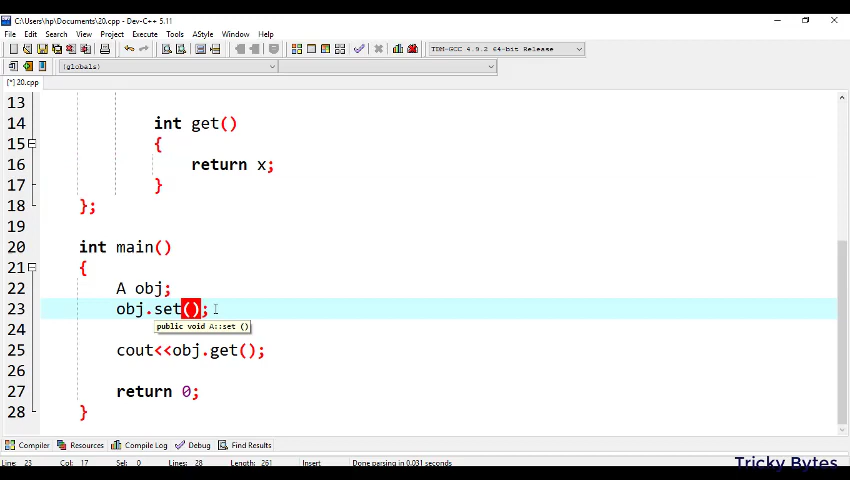 C:\Users\hp\Documents\20.cpp - Dev-C++ 5.11
File Edit Search View Project Execute Tools AStyle Window Help
TDM-GCC 4.9.2 64-bit Release
(globals)
[*] 20.cpp
13
14 int get()
15 {
16 return x;
17 }
18 };
19
20 int main()
21 {
22 A obj;
23 obj.set();
public void A::set ()
24
25 cout<<obj.get();
26
27 return 0;
28 }
Compiler Resources Compile Log Debug Find Results
Line: 23 Col: 17 Sel: 0 Lines: 28 Length: 261 Insert Done parsing in 0.031 seconds
Tricky Bytes